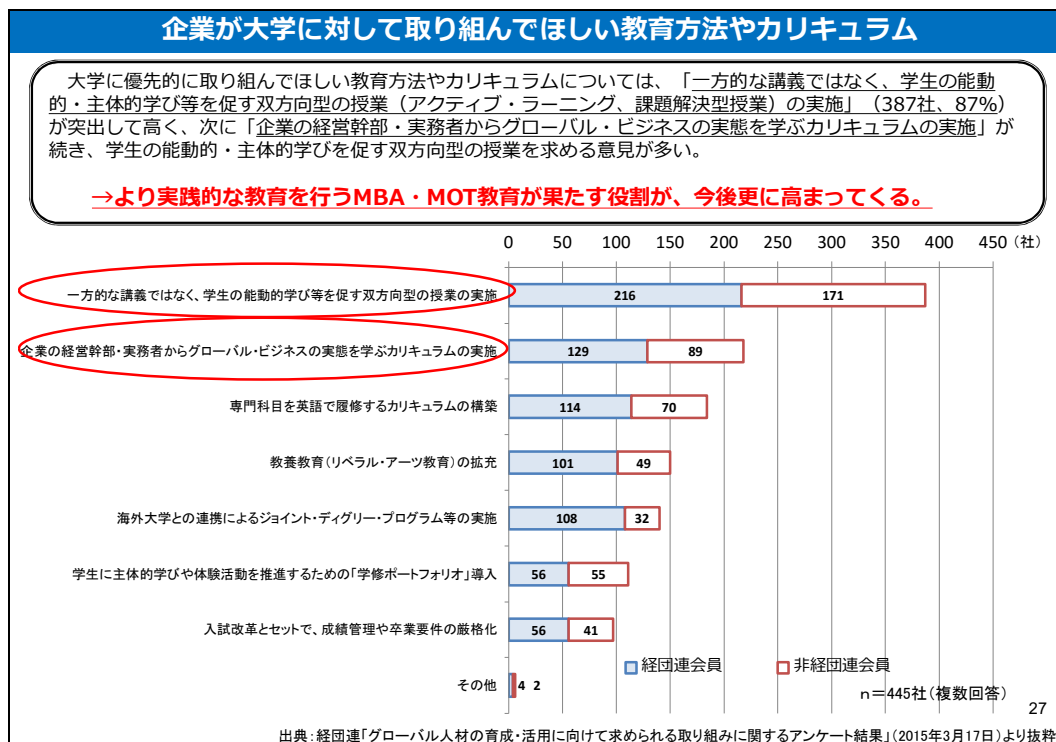 企業が大学に対して取り組んでほしい教育方法やカリキュラム
大学に優先的に取り組んでほしい教育方法やカリキュラムについては、「一方的な講義ではなく、学生の能動
的・主体的学び等を促す双方向型の授業（アクティブ・ラーニング、課題解決型授業）の実施」（387社、87%）
が突出して高く、次に「企業の経営幹部・実務者からグローバル・ビジネスの実態を学ぶカリキュラムの実施」が
続き、学生の能動的・主体的学びを促す双方向型の授業を求める意見が多い。
→より実践的な教育を行うMBA・MOT教育が果たす役割が、今後更に高まってくる。
0 50 100 150 200 250 300 350 400 450 （社）
一方的な講義ではなく、学生の能動的学び等を促す双方向型の授業の実施 216 171
企業の経営幹部・実務者からグローバル・ビジネスの実態を学ぶカリキュラムの実施 129 89
専門科目を英語で履修するカリキュラムの構築 114 70
教養教育（リベラル・アーツ教育）の拡充 101 49
海外大学との連携によるジョイント・ディグリー・プログラム等の実施 108 32
学生に主体的学びや体験活動を推進するための「学修ポートフォリオ」導入 56 55
入試改革とセットで、成績管理や卒業要件の厳格化 56 41
経団連会員 非経団連会員
その他 4 2
n＝445社（複数回答）
27
出典：経団連「グローバル人材の育成・活用に向けて求められる取り組みに関するアンケート結果」（2015年3月17日）より抜粋